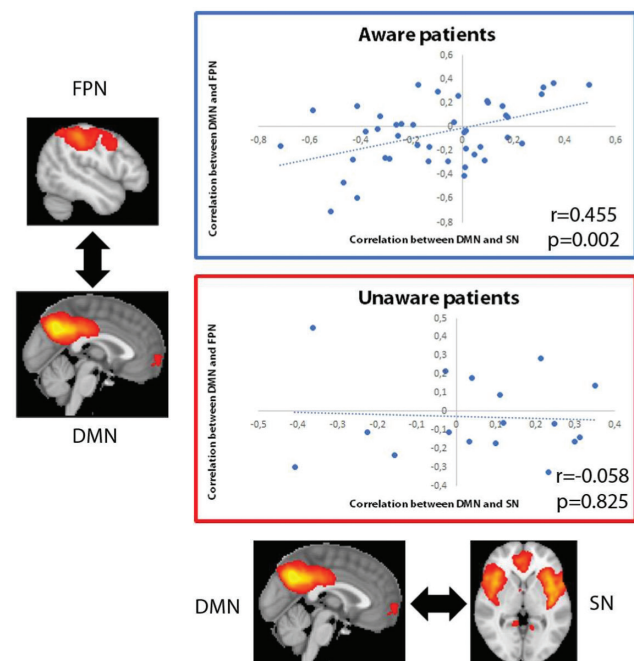 FPN
DMN
Aware patients
Correlation between DMN and FPN
0,6
0,4
0,2
0
-0,2
-0,4
-0,6
-0,8
-0,8
-0,6
-0,4
-0,2
0
0,2
0,4
0,6
Correlation between DMN and SN
r=0.455
p=0.002
Unaware patients
Correlation between DMN and FPN
0,5
0,4
0,3
0,2
0,1
0
-0,1
-0,2
-0,3
-0,4
-0,5
-0,4
-0,3
-0,2
-0,1
0
0,1
0,2
0,3
0,4
Correlation between DMN and SN
r=-0.058
p=0.825
DMN
SN